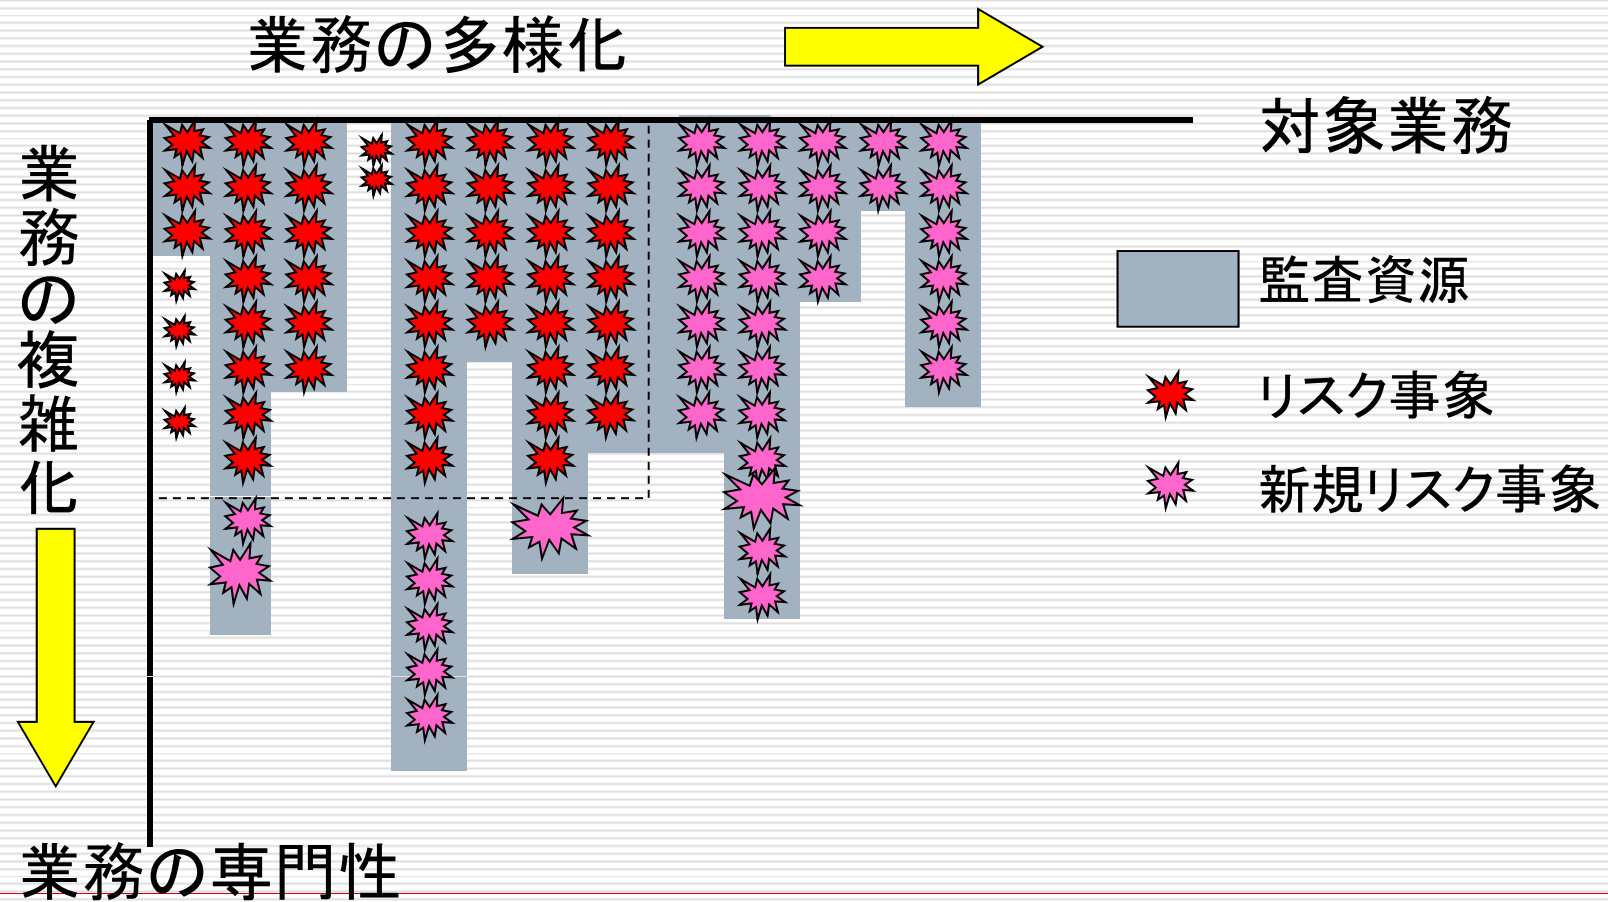 業務の多様化
対象業務
業務の複雑化
監査資源
リスク事象
新規リスク事象
業務の専門性